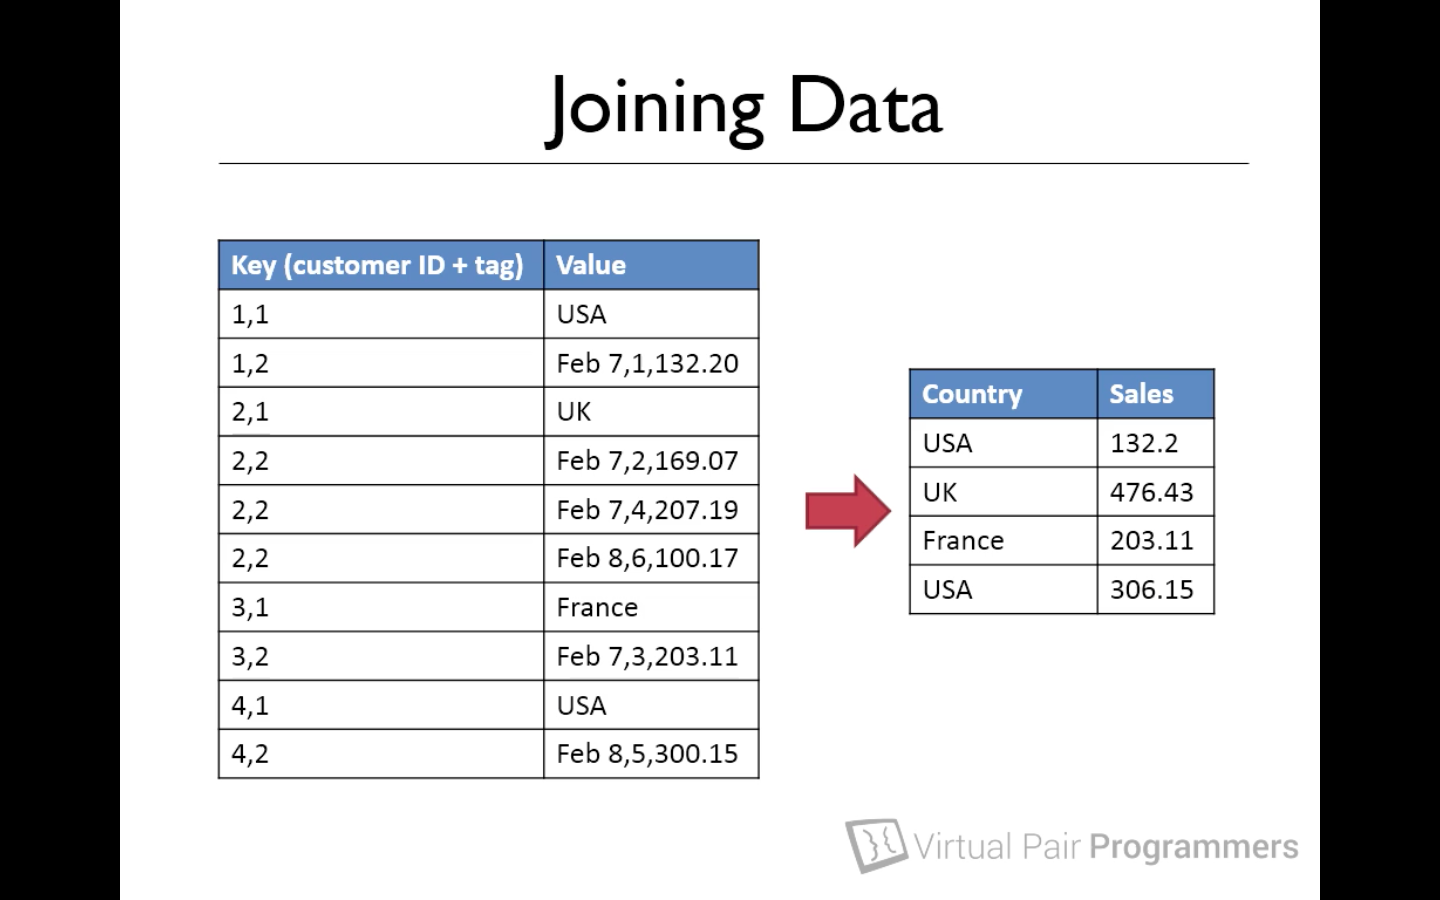 Joining Data
Key (customer ID + tag) Value
1,1 USA
1,2 Feb 7,1,132.20
2,1 UK
2,2 Feb 7,2,169.07
2,2 Feb 7,4,207.19
2,2 Feb 8,6,100.17
3,1 France
3,2 Feb 7,3,203.11
4,1 USA
4,2 Feb 8,5,300.15
Country Sales
USA 132.2
UK 476.43
France 203.11
USA 306.15
Virtual Pair Programmers